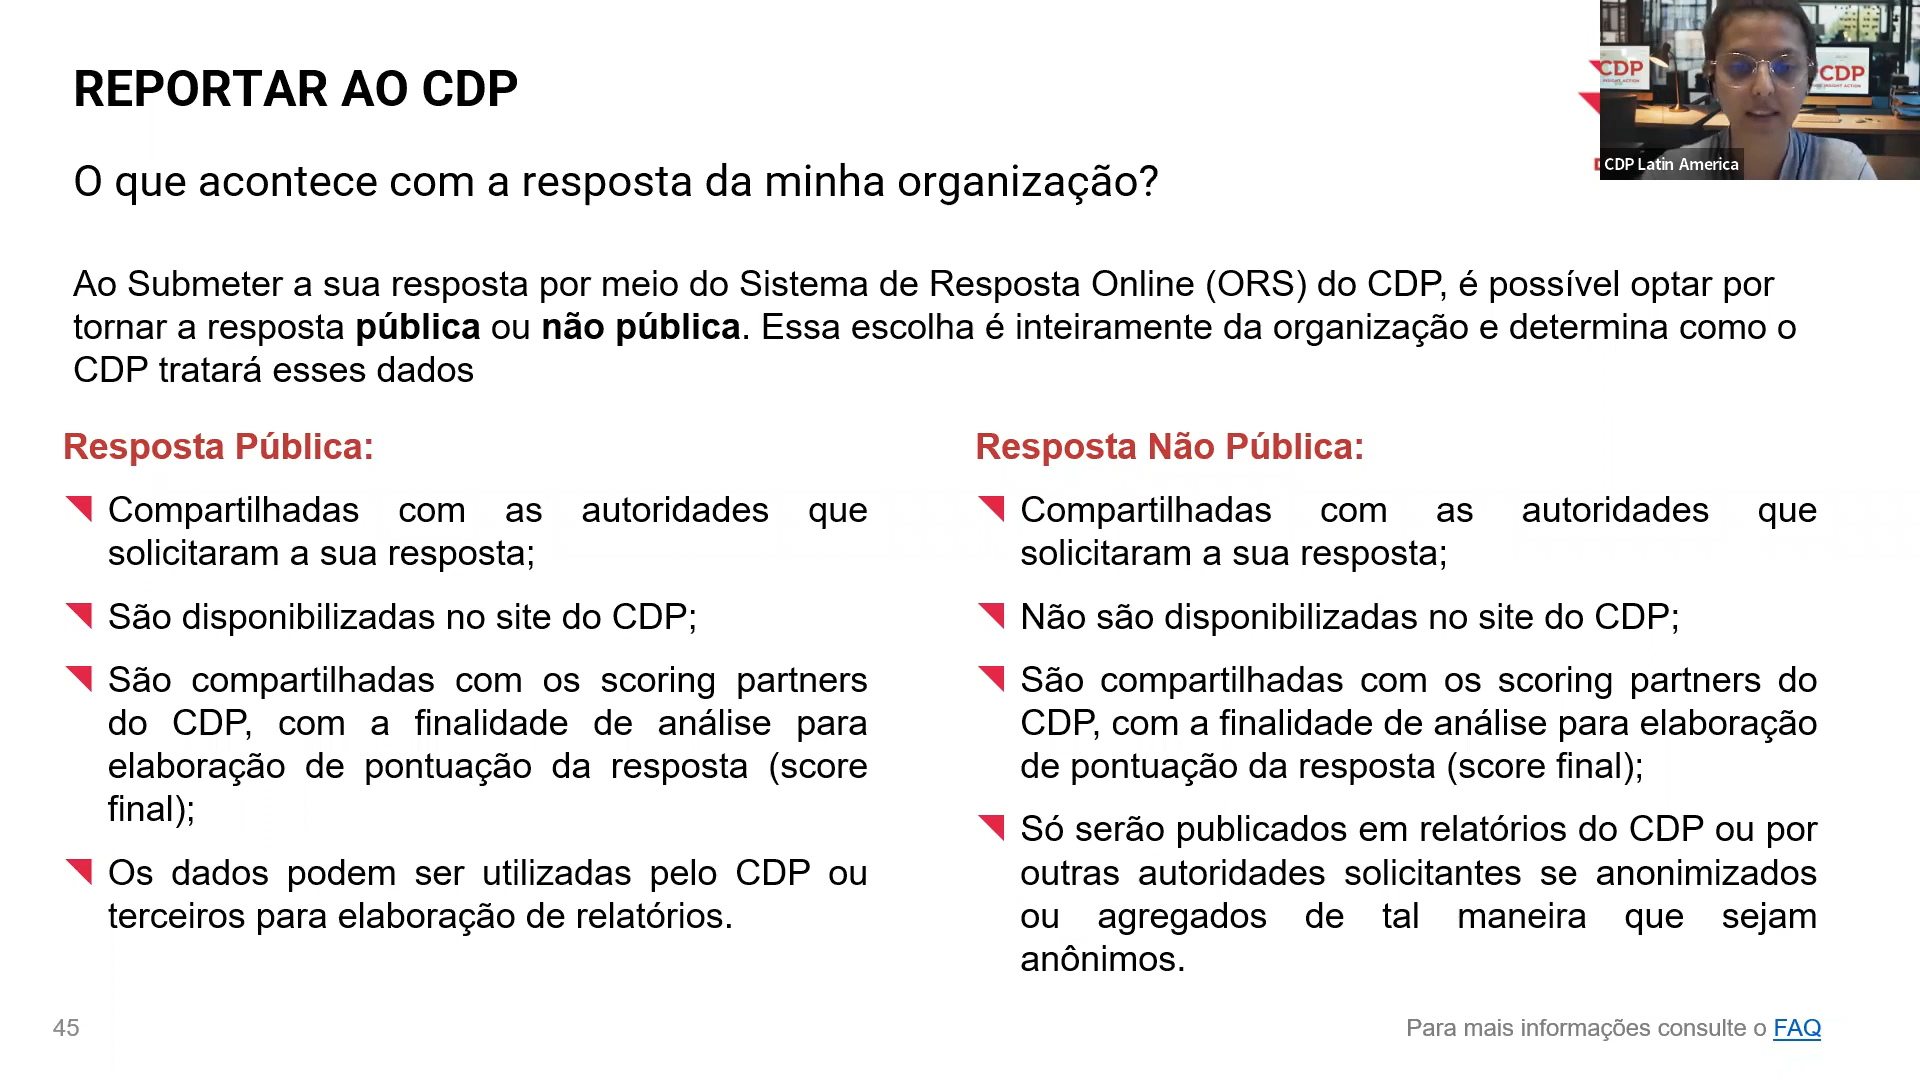 REPORTAR AO CDP
O que acontece com a resposta da minha organização?
Ao Submeter a sua resposta por meio do Sistema de Resposta Online (ORS) do CDP, é possível optar por
tornar a resposta pública ou não pública. Essa escolha é inteiramente da organização e determina como o
CDP tratará esses dados
Resposta Pública:
Compartilhadas com as autoridades que
solicitaram a sua resposta;
São disponibilizadas no site do CDP;
São compartilhadas com os scoring partners
do CDP, com a finalidade de análise para
elaboração de pontuação da resposta (score
final);
Os dados podem ser utilizadas pelo CDP ou
terceiros para elaboração de relatórios.
Resposta Não Pública:
Compartilhadas com as autoridades que
solicitaram a sua resposta;
Não são disponibilizadas no site do CDP;
São compartilhadas com os scoring partners do
CDP, com a finalidade de análise para elaboração
de pontuação da resposta (score final);
Só serão publicados em relatórios do CDP ou por
outras autoridades solicitantes se anonimizados
ou agregados de tal maneira que sejam
anônimos.
45
Para mais informações consulte o FAQ
CDP
CDP
CDP Latin America